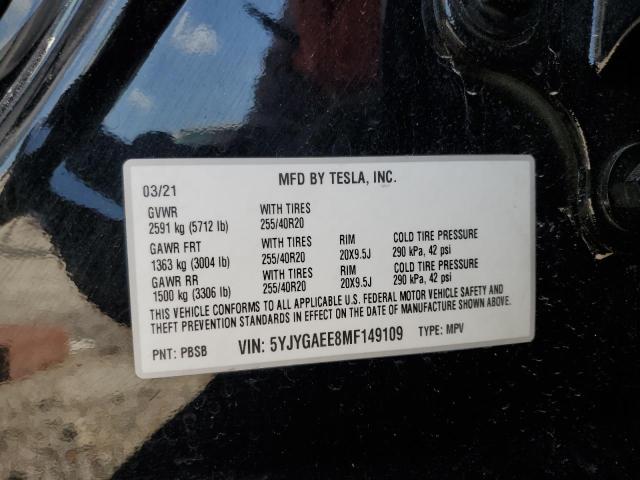 MFD BY TESLA, INC.
03/21
GVWR WITH TIRES
2591 kg (5712 lb) 255/40R20
GAWR FRT WITH TIRES RIM COLD TIRE PRESSURE
1363 kg (3004 lb) 255/40R20 20X9.5J 290 kPa, 42 psi
GAWR RR WITH TIRES RIM COLD TIRE PRESSURE
1500 kg (3306 lb) 255/40R20 20X9.5J 290 kPa, 42 psi
THIS VEHICLE CONFORMS TO ALL APPLICABLE U.S. FEDERAL MOTOR VEHICLE SAFETY AND
THEFT PREVENTION STANDARDS IN EFFECT ON THE DATE OF MANUFACTURE SHOWN ABOVE.
PNT: PBSB VIN: 5YJYGAEE8MF149109 TYPE: MPV